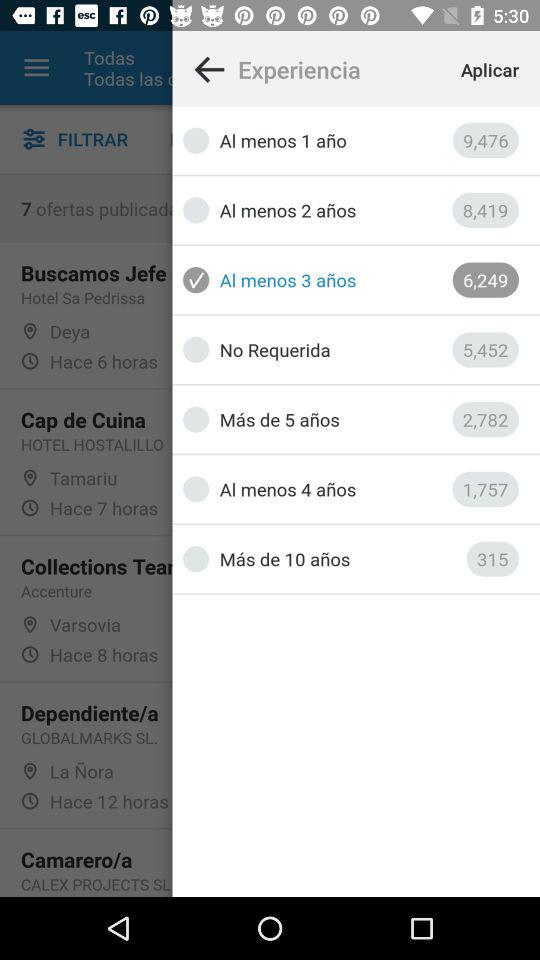 esc 5:30
Todas
Todas las
Experiencia
Aplicar
FILTRAR
7 ofertas publicada
Al menos 1 año 9,476
Al menos 2 años 8,419
Al menos 3 años 6,249
No Requerida 5,452
Más de 5 años 2,782
Al menos 4 años 1,757
Más de 10 años 315
Buscamos Jefe
Hotel Sa Pedrissa
Deya
Hace 6 horas
Cap de Cuina
HOTEL HOSTALILLO
Tamariu
Hace 7 horas
Collections Tear
Accenture
Varsovia
Hace 8 horas
Dependiente/a
GLOBALMARKS SL.
La Ñora
Hace 12 horas
Camarero/a
CALEX PROJECTS SL